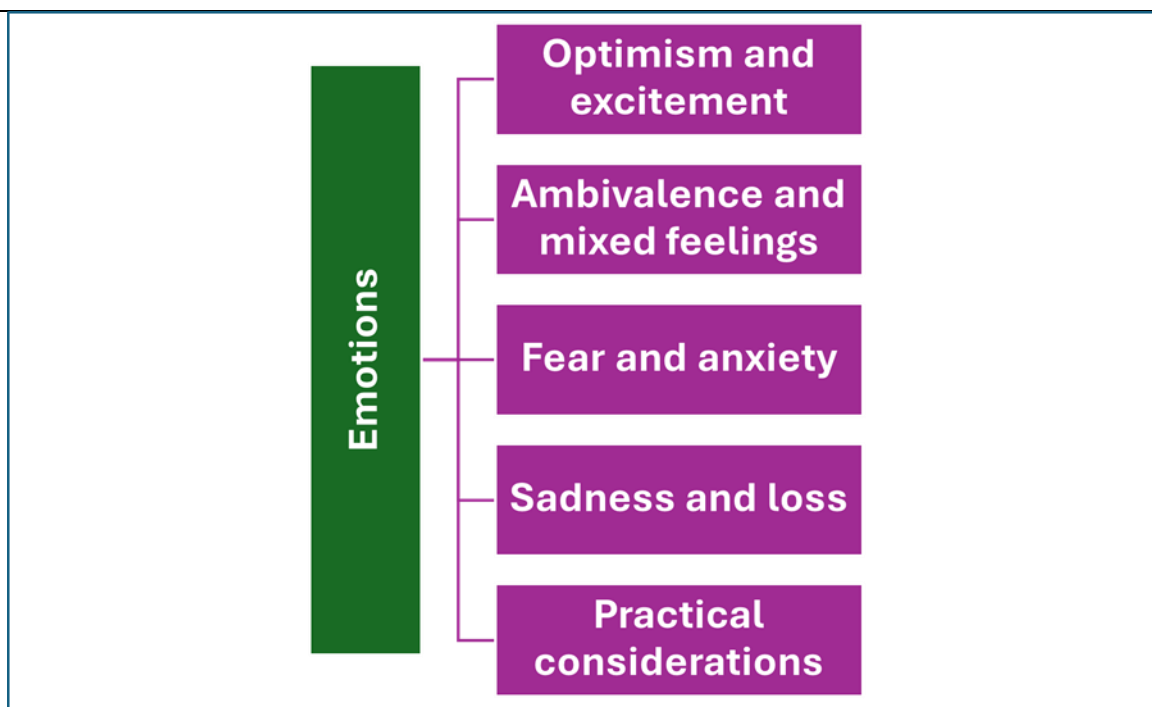 Emotions
Optimism and
excitement
Ambivalence and
mixed feelings
Fear and anxiety
Sadness and loss
Practical
considerations